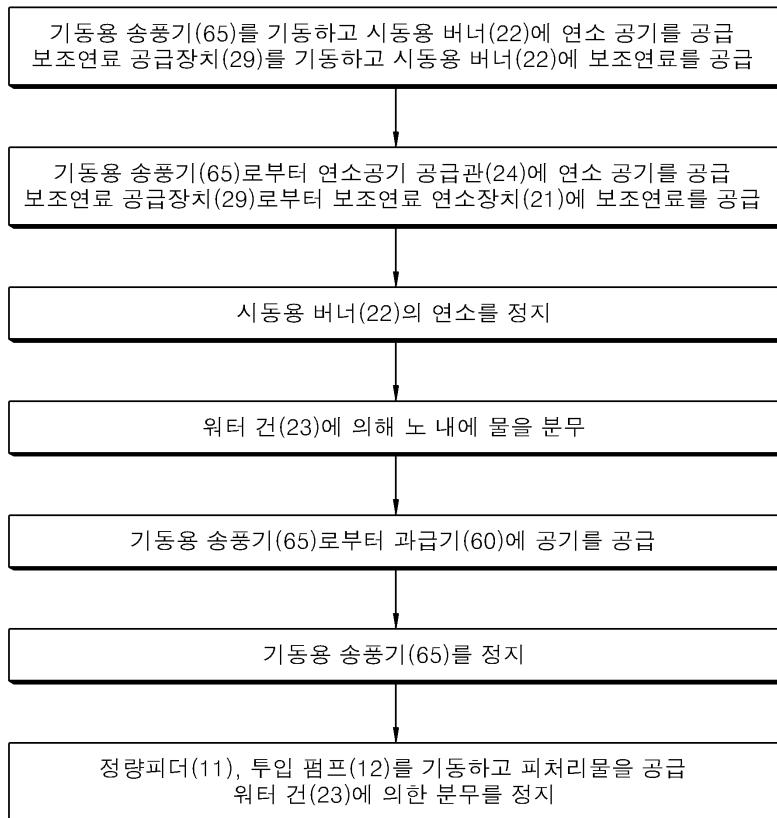 기동용 송풍기(65)를 기동하고 시동용 버너(22)에 연소 공기를 공급
보조연료 공급장치(29)를 기동하고 시동용 버너(22)에 보조연료를 공급
기동용 송풍기(65)로부터 연소공기 공급관(24)에 연소 공기를 공급
보조연료 공급장치(29)로부터 보조연료 연소장치(21)에 보조연료를 공급
시동용 버너(22)의 연소를 정지
워터 건(23)에 의해 노 내에 물을 분무
기동용 송풍기(65)로부터 과급기(60)에 공기를 공급
기동용 송풍기(65)를 정지
정량피더(11), 투입 펌프(12)를 기동하고 피처리물을 공급
워터 건(23)에 의한 분무를 정지